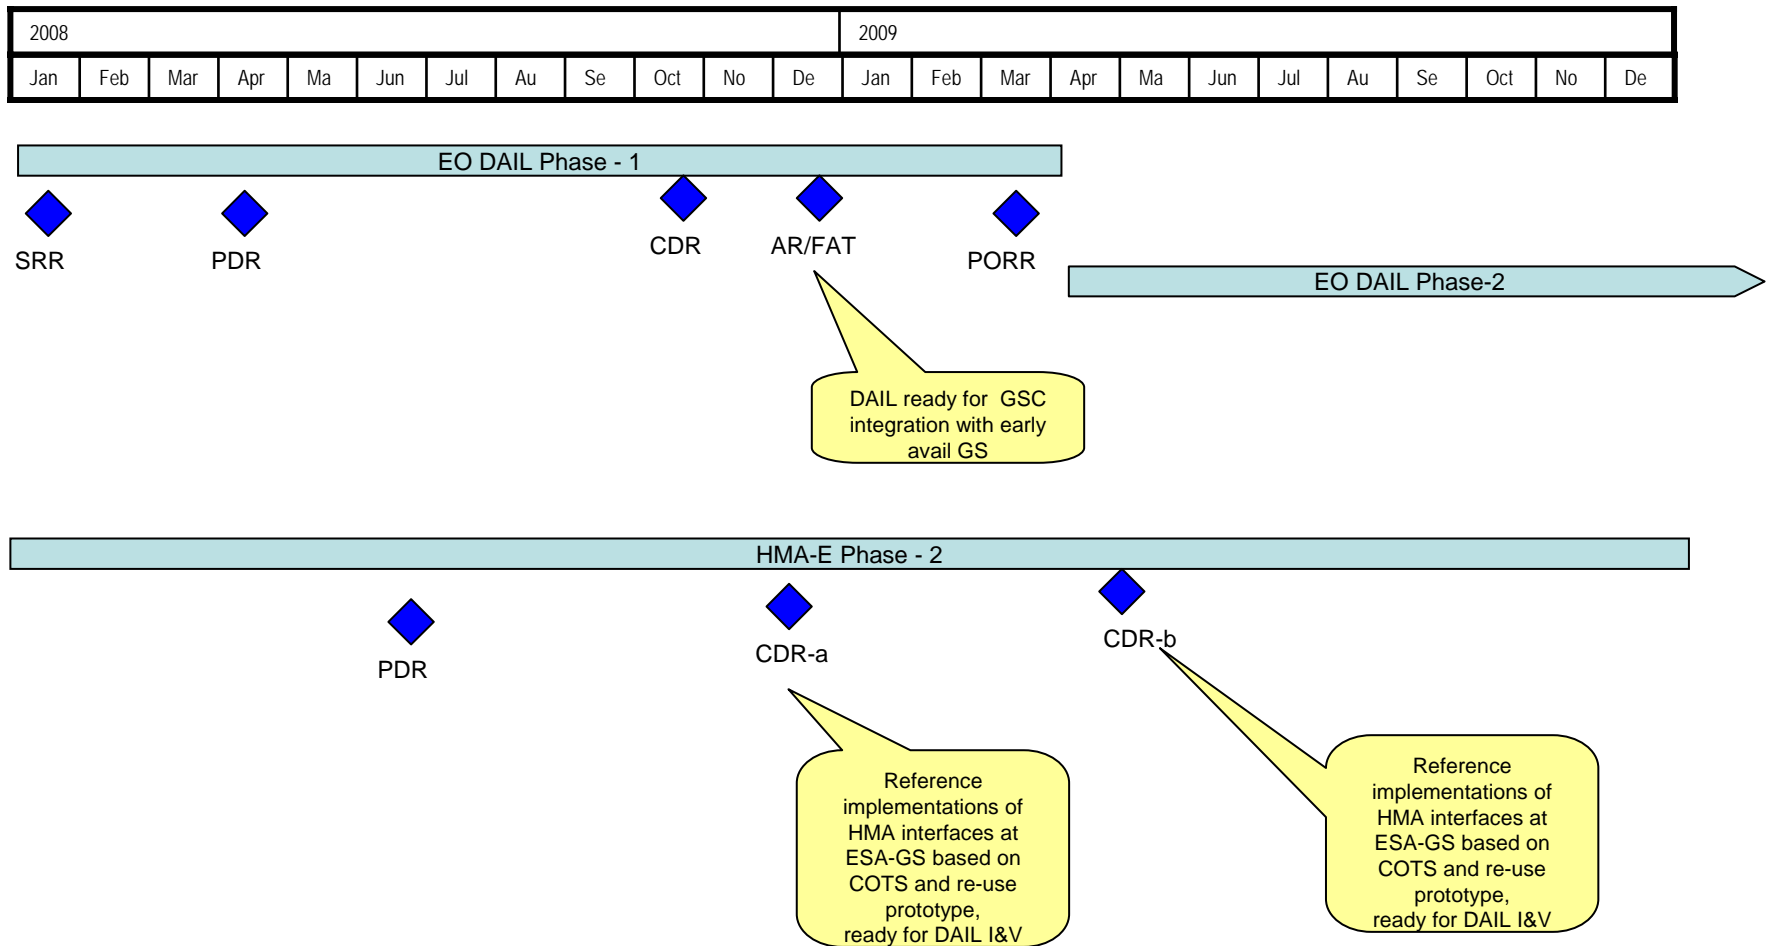 2008 2009
Jan Feb Mar Apr Ma Jun Jul Au Se Oct No De Jan Feb Mar Apr Ma Jun Jul Au Se Oct No De
EO DAIL Phase - 1
SRR PDR CDR AR/FAT PORR
EO DAIL Phase-2
DAIL ready for GSC
integration with early
avail GS
HMA-E Phase - 2
PDR CDR-a CDR-b
Reference
implementations of
HMA interfaces at
ESA-GS based on
COTS and re-use
prototype,
ready for DAIL I&V
Reference
implementations of
HMA interfaces at
ESA-GS based on
COTS and re-use
prototype,
ready for DAIL I&V